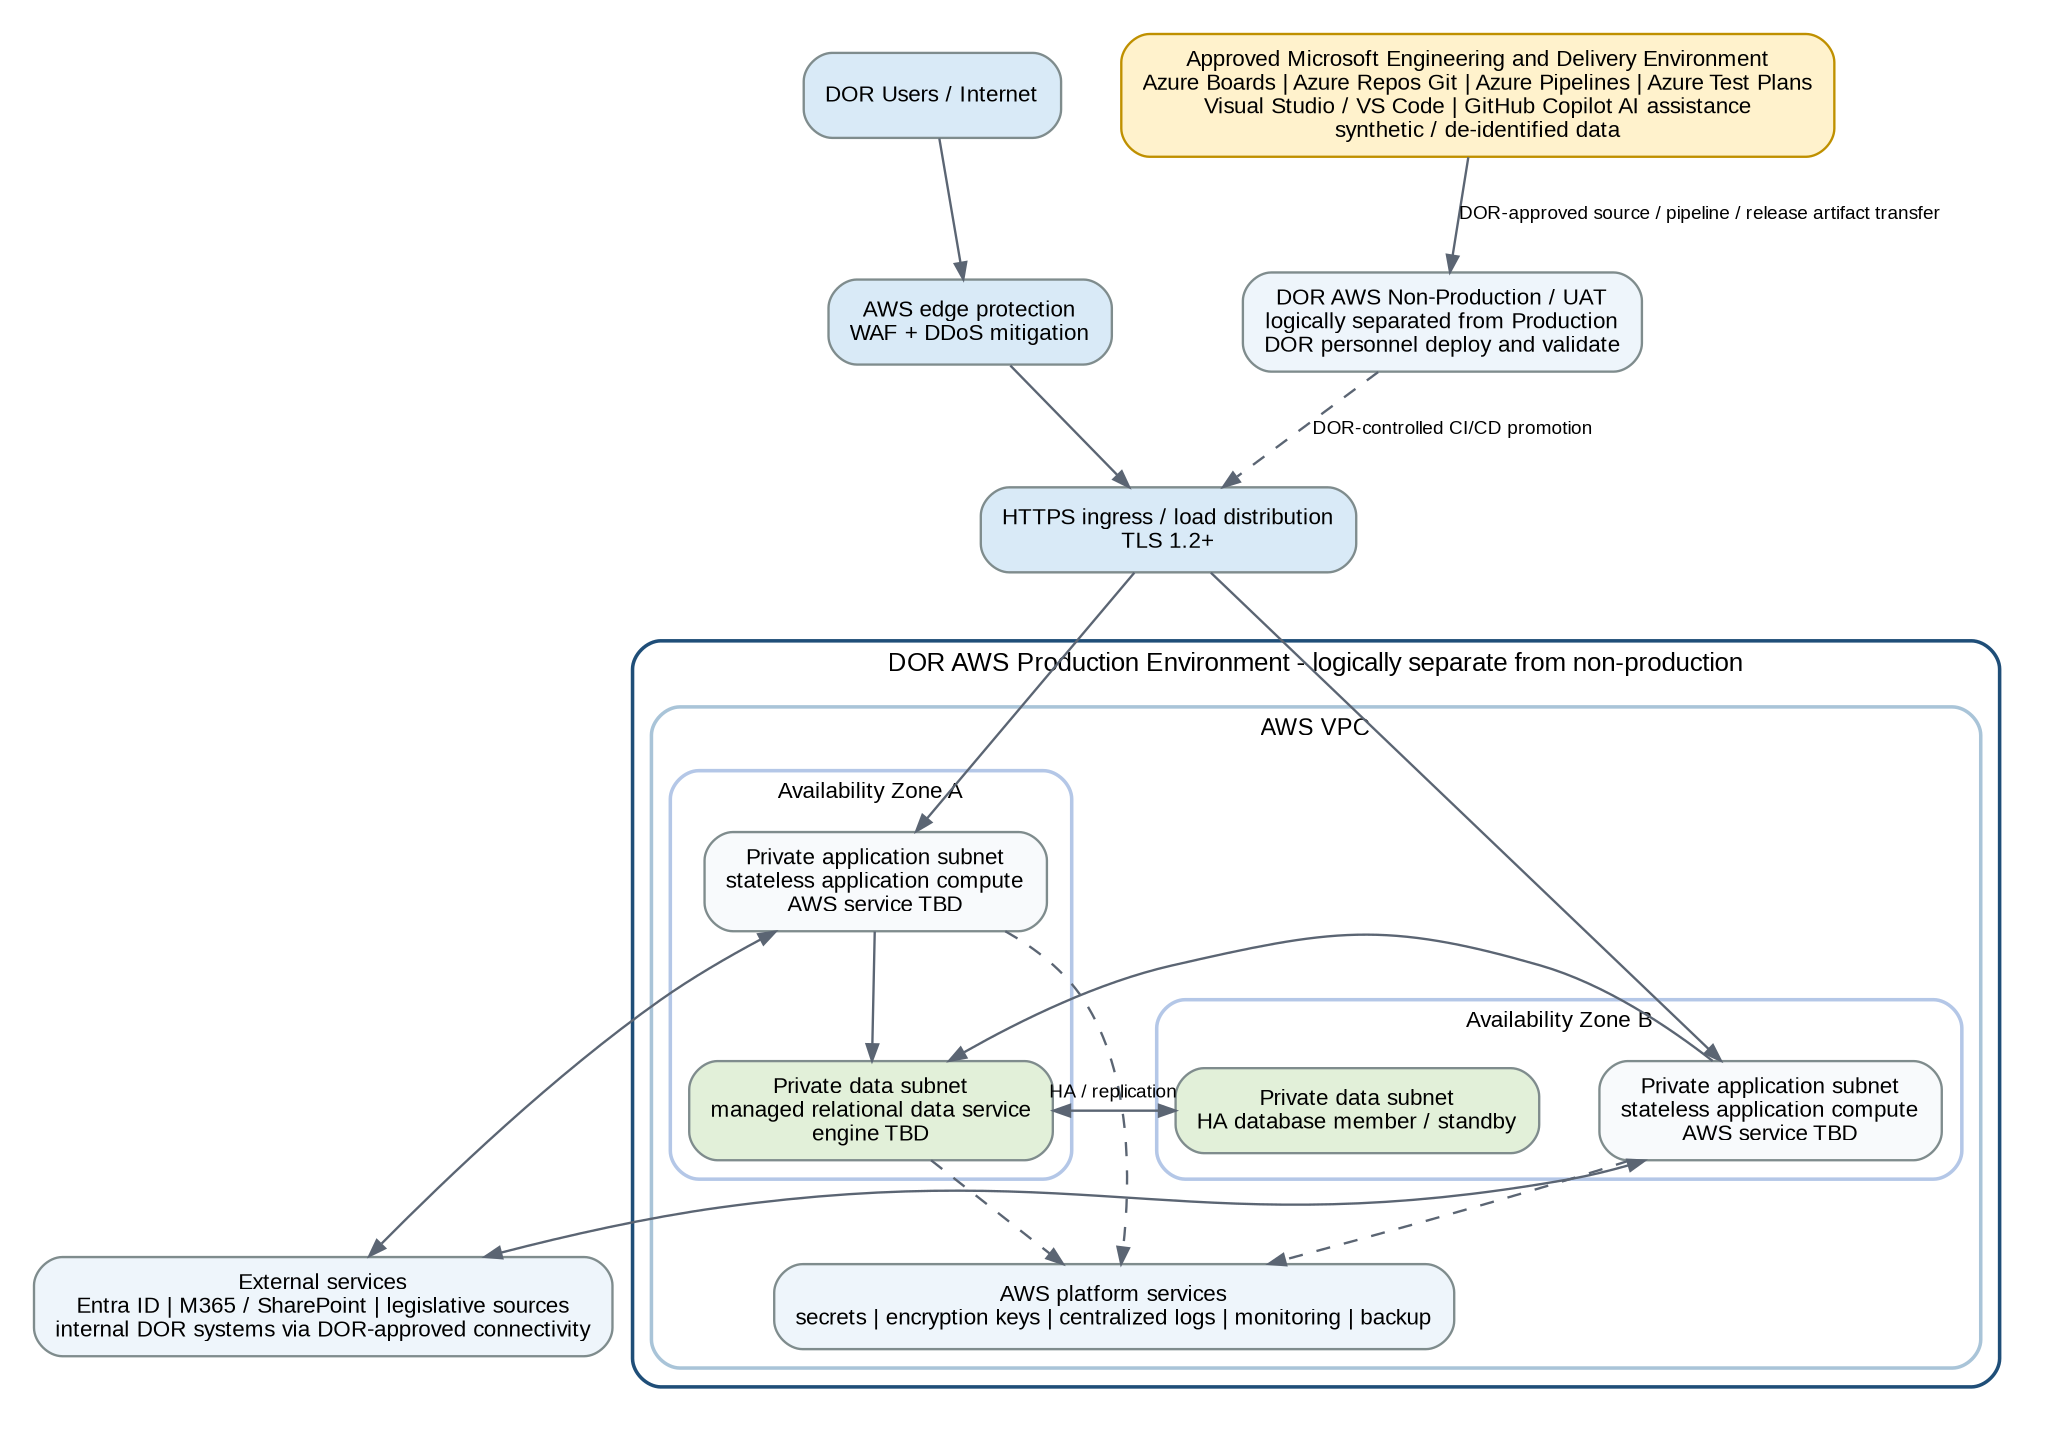 DOR Users / Internet
Approved Microsoft Engineering and Delivery Environment
Azure Boards | Azure Repos Git | Azure Pipelines | Azure Test Plans
Visual Studio / VS Code | GitHub Copilot AI assistance
synthetic / de-identified data
DOR-approved source / pipeline / release artifact transfer
AWS edge protection
WAF + DDoS mitigation
DOR AWS Non-Production / UAT
logically separated from Production
DOR personnel deploy and validate
DOR-controlled CI/CD promotion
HTTPS ingress / load distribution
TLS 1.2+
DOR AWS Production Environment - logically separate from non-production
AWS VPC
Availability Zone A
Private application subnet
stateless application compute
AWS service TBD
Availability Zone B
Private data subnet
managed relational data service
engine TBD
HA / replication
Private data subnet
HA database member / standby
Private application subnet
stateless application compute
AWS service TBD
External services
Entra ID | M365 / SharePoint | legislative sources
internal DOR systems via DOR-approved connectivity
AWS platform services
secrets | encryption keys | centralized logs | monitoring | backup